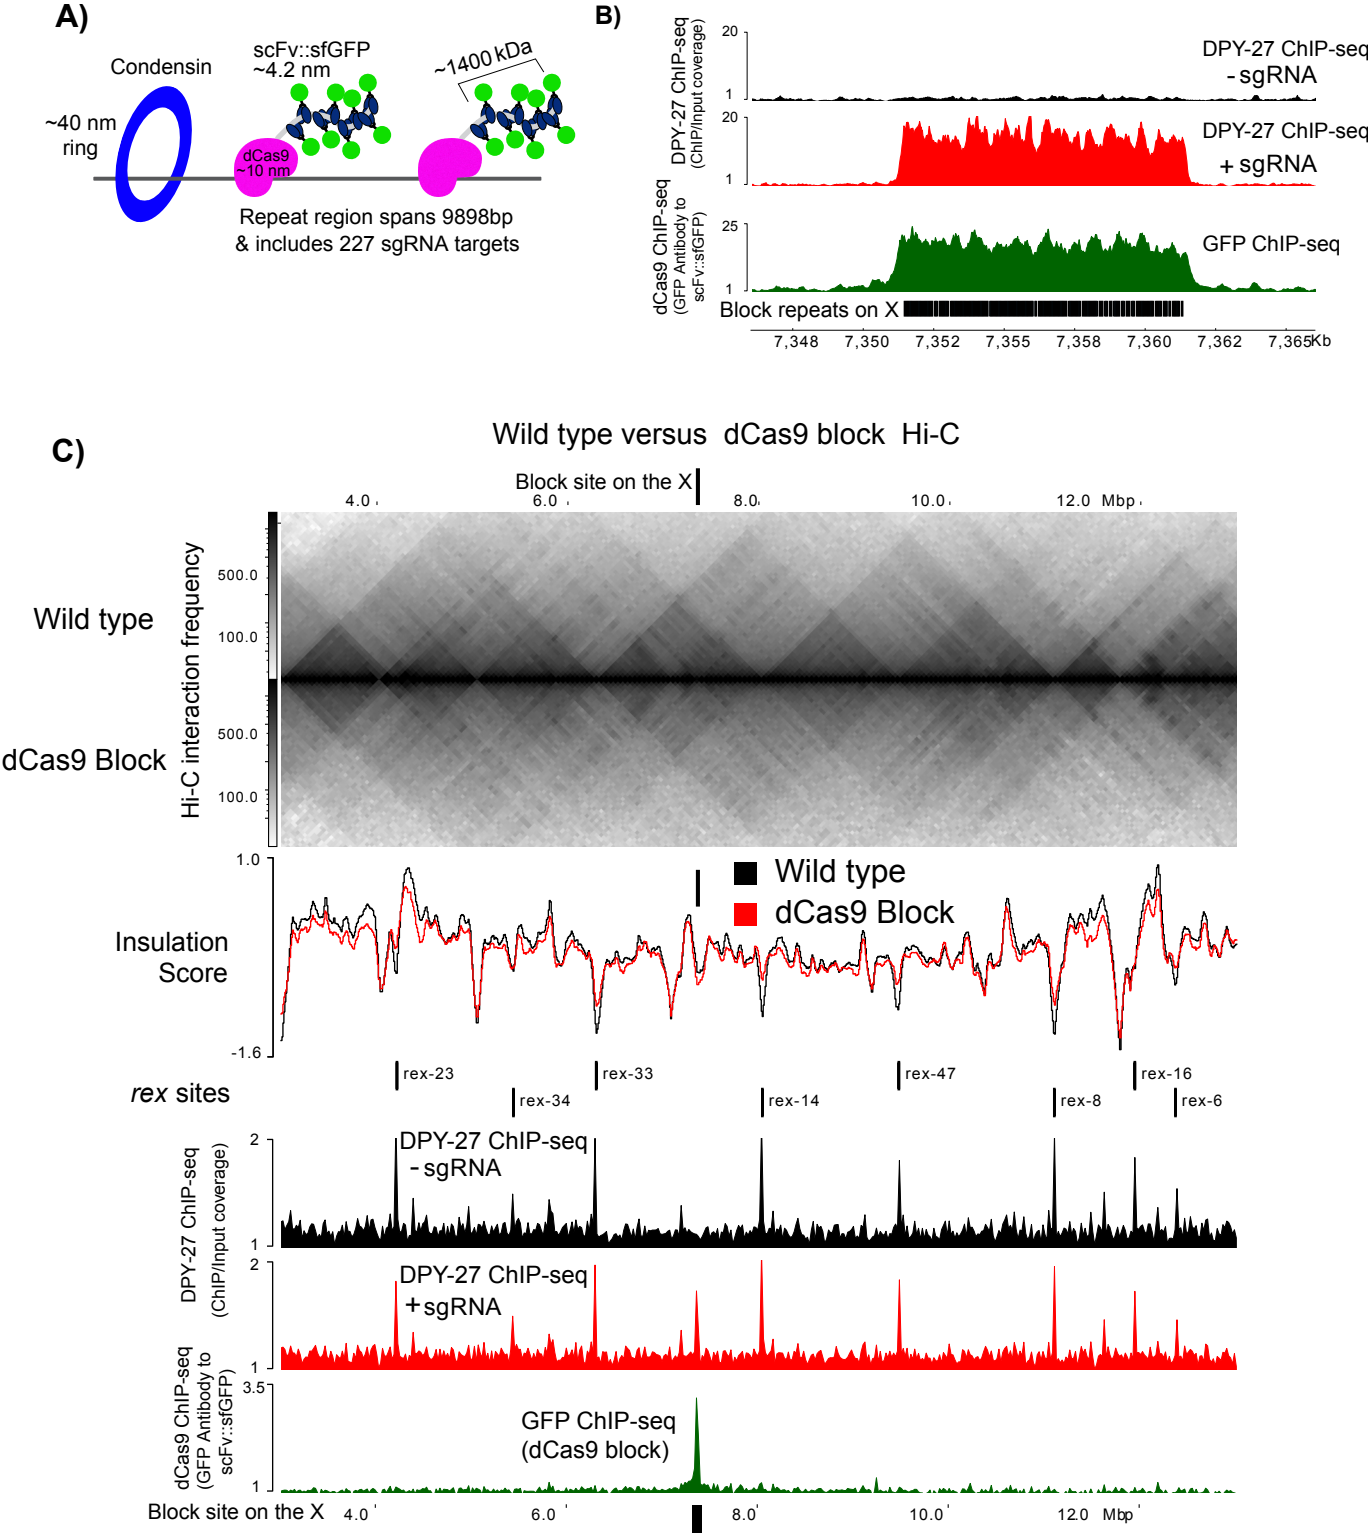 A)
Condensin
~40 nm
ring
scFv::sfGFP
~4.2 nm
~1400 kDa
dCas9
~10 nm
Repeat region spans 9898bp
& includes 227 sgRNA targets
B)
DPY-27 ChIP-seq
(ChIP/Input coverage)
20
1
DPY-27 ChIP-seq
- sgRNA
20
1
DPY-27 ChIP-seq
+ sgRNA
dCas9 ChIP-seq
(GFP Antibody to
scFv::sfGFP)
25
1
GFP ChIP-seq
Block repeats on X
7,348 7,350 7,352 7,355 7,358 7,360 7,362 7,365Kb
C)
Wild type versus dCas9 block Hi-C
Block site on the X
4.0 6.0 8.0 10.0 12.0 Mbp
Wild type
dCas9 Block
Hi-C interaction frequency
500.0
100.0
500.0
100.0
1.0
-1.6
Insulation
Score
Wild type
dCas9 Block
rex sites
rex-23 rex-33 rex-47 rex-16
rex-34 rex-14 rex-8 rex-6
DPY-27 ChIP-seq
(ChIP/Input coverage)
2
1
DPY-27 ChIP-seq
- sgRNA
2
1
DPY-27 ChIP-seq
+ sgRNA
dCas9 ChIP-seq
(GFP Antibody to
scFv::sfGFP)
3.5
1
GFP ChIP-seq
(dCas9 block)
Block site on the X
4.0 6.0 8.0 10.0 12.0 Mbp